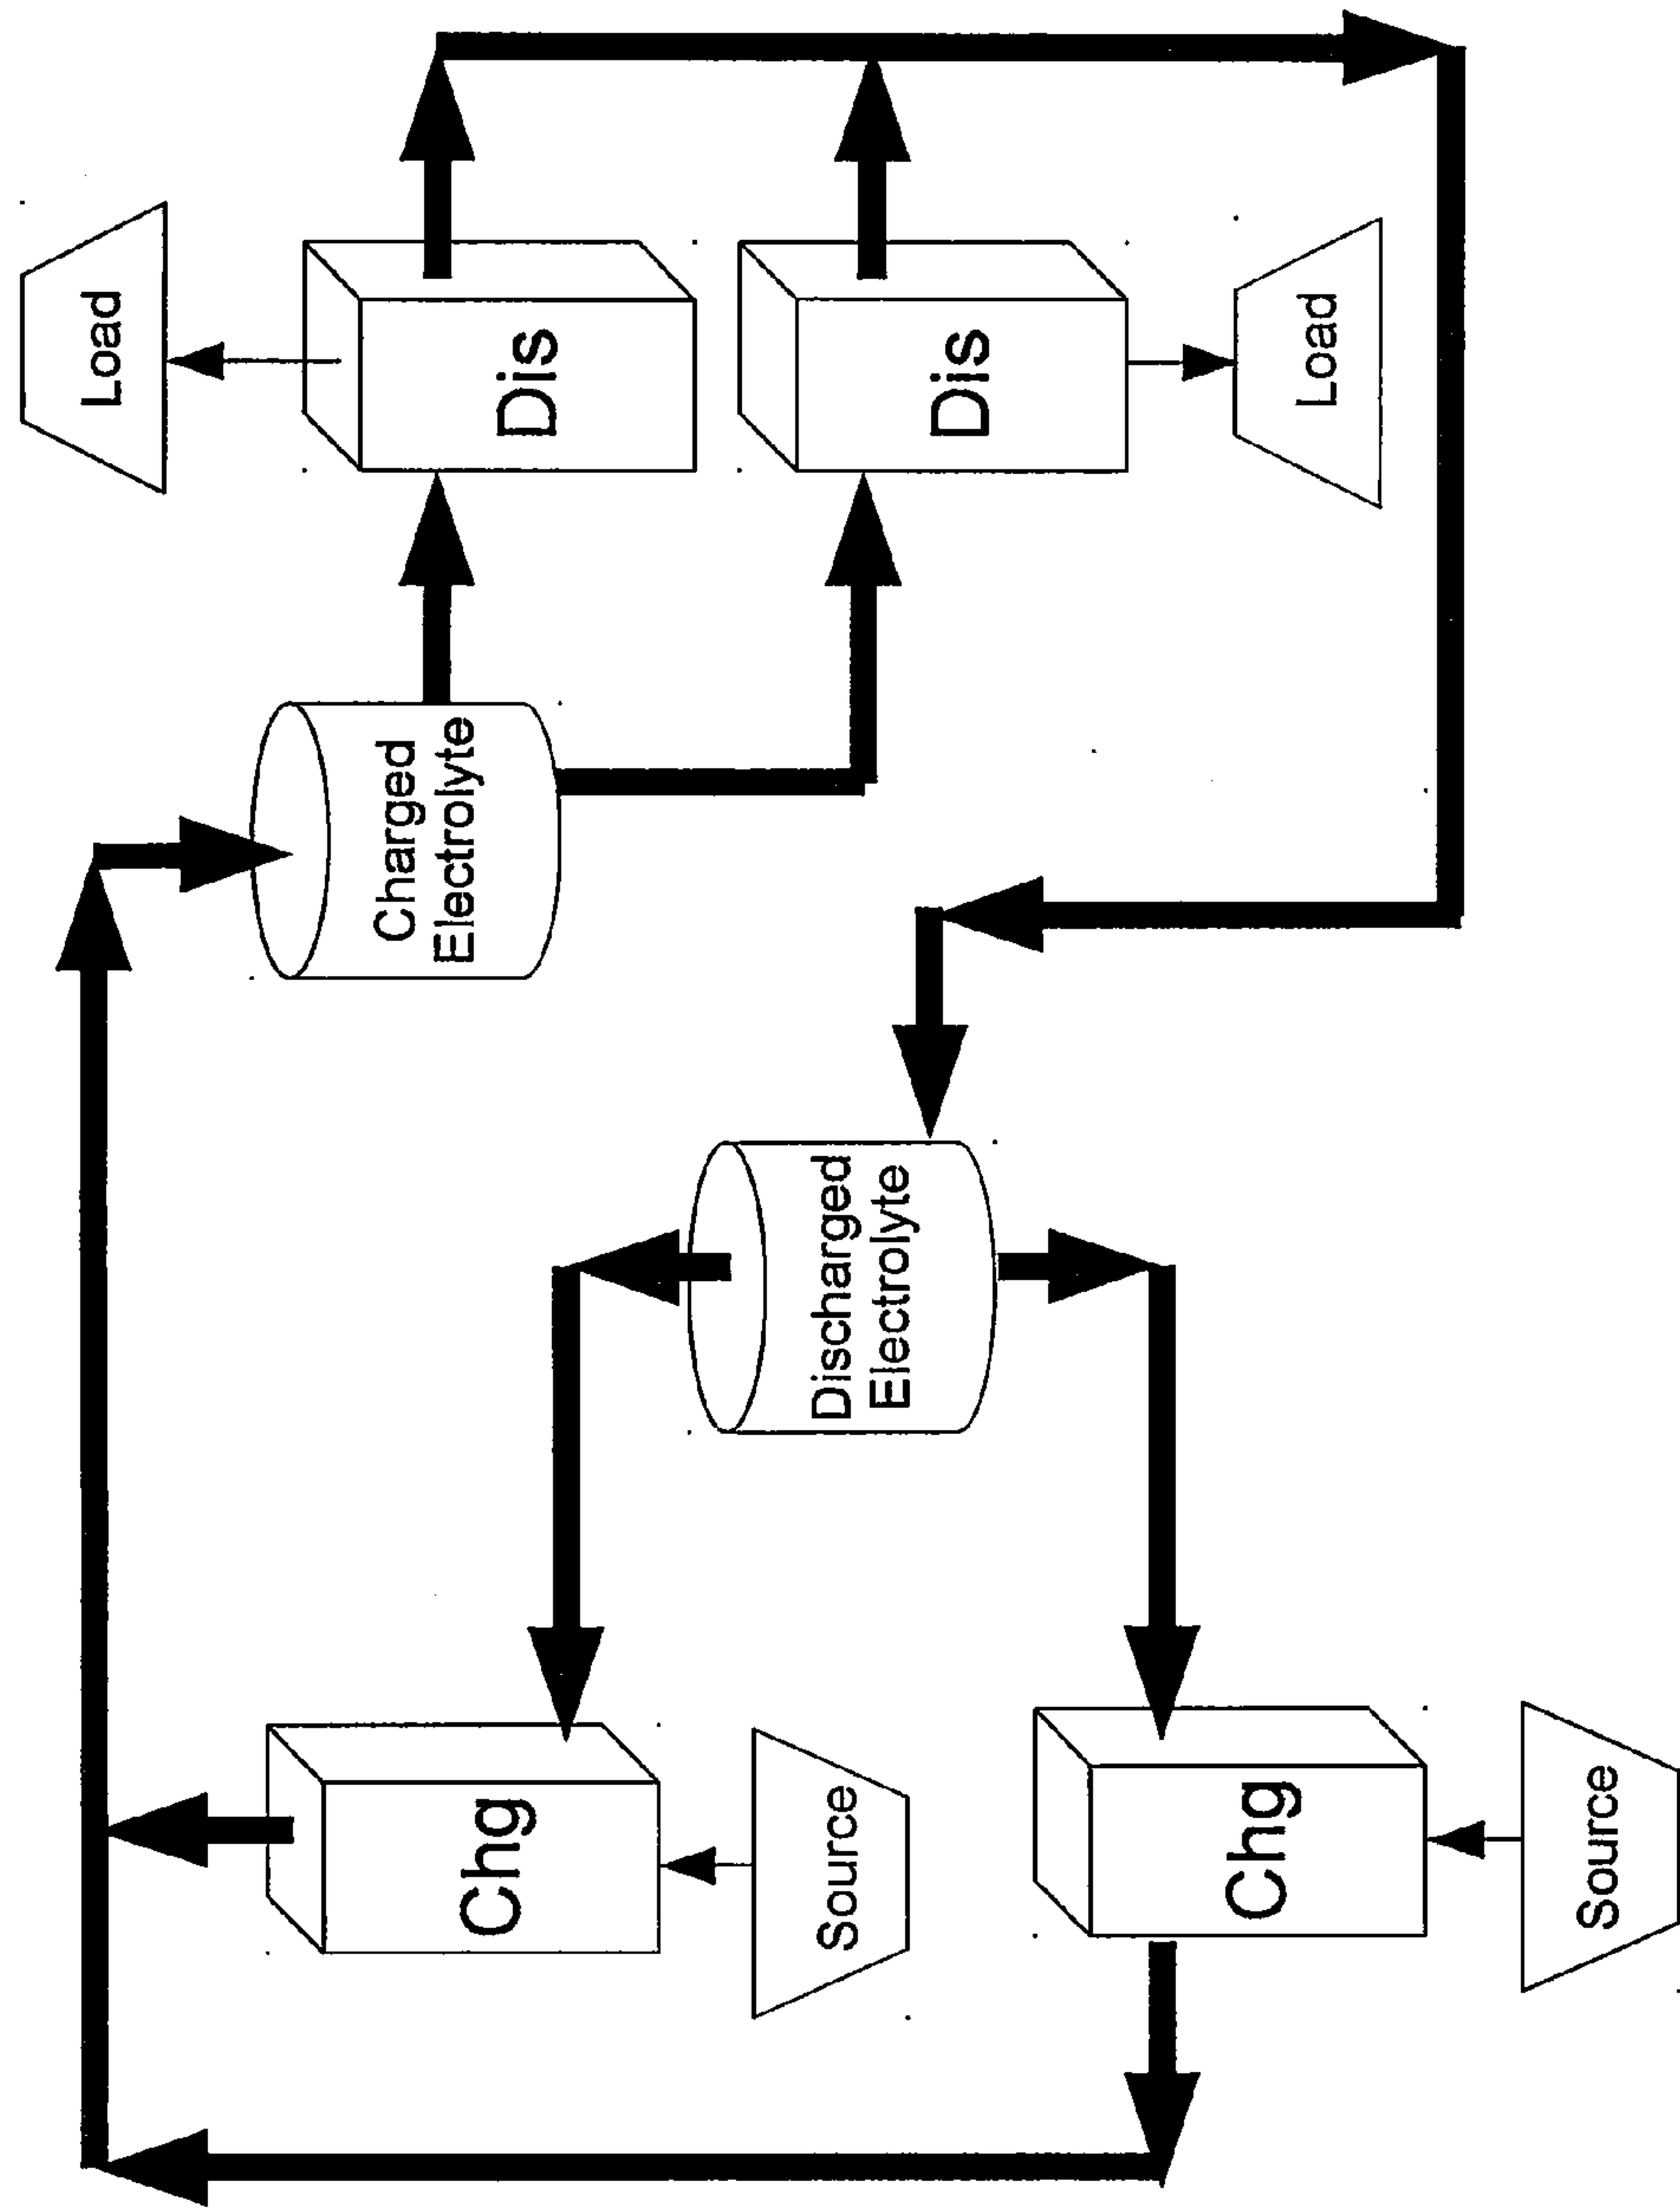 Load
Dis
Charged
Electrolyte
Dis
Load
Discharged
Electrolyte
Chg
Source
Chg
Source